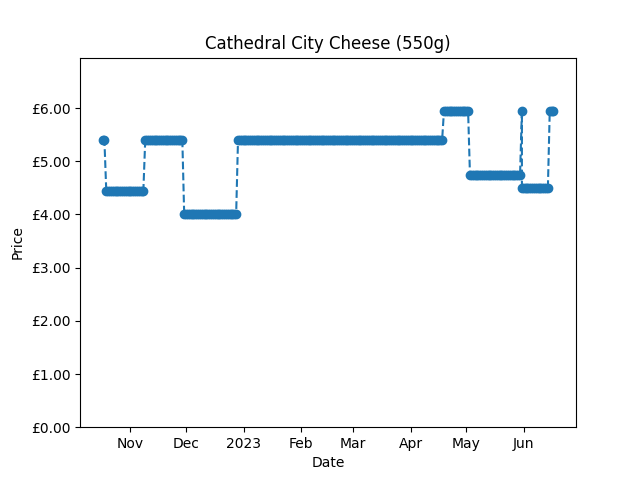 Cathedral City Cheese (550g)
£6.00
£5.00
£4.00
£3.00
£2.00
£1.00
£0.00
Price
Nov Dec 2023 Feb Mar Apr May Jun
Date